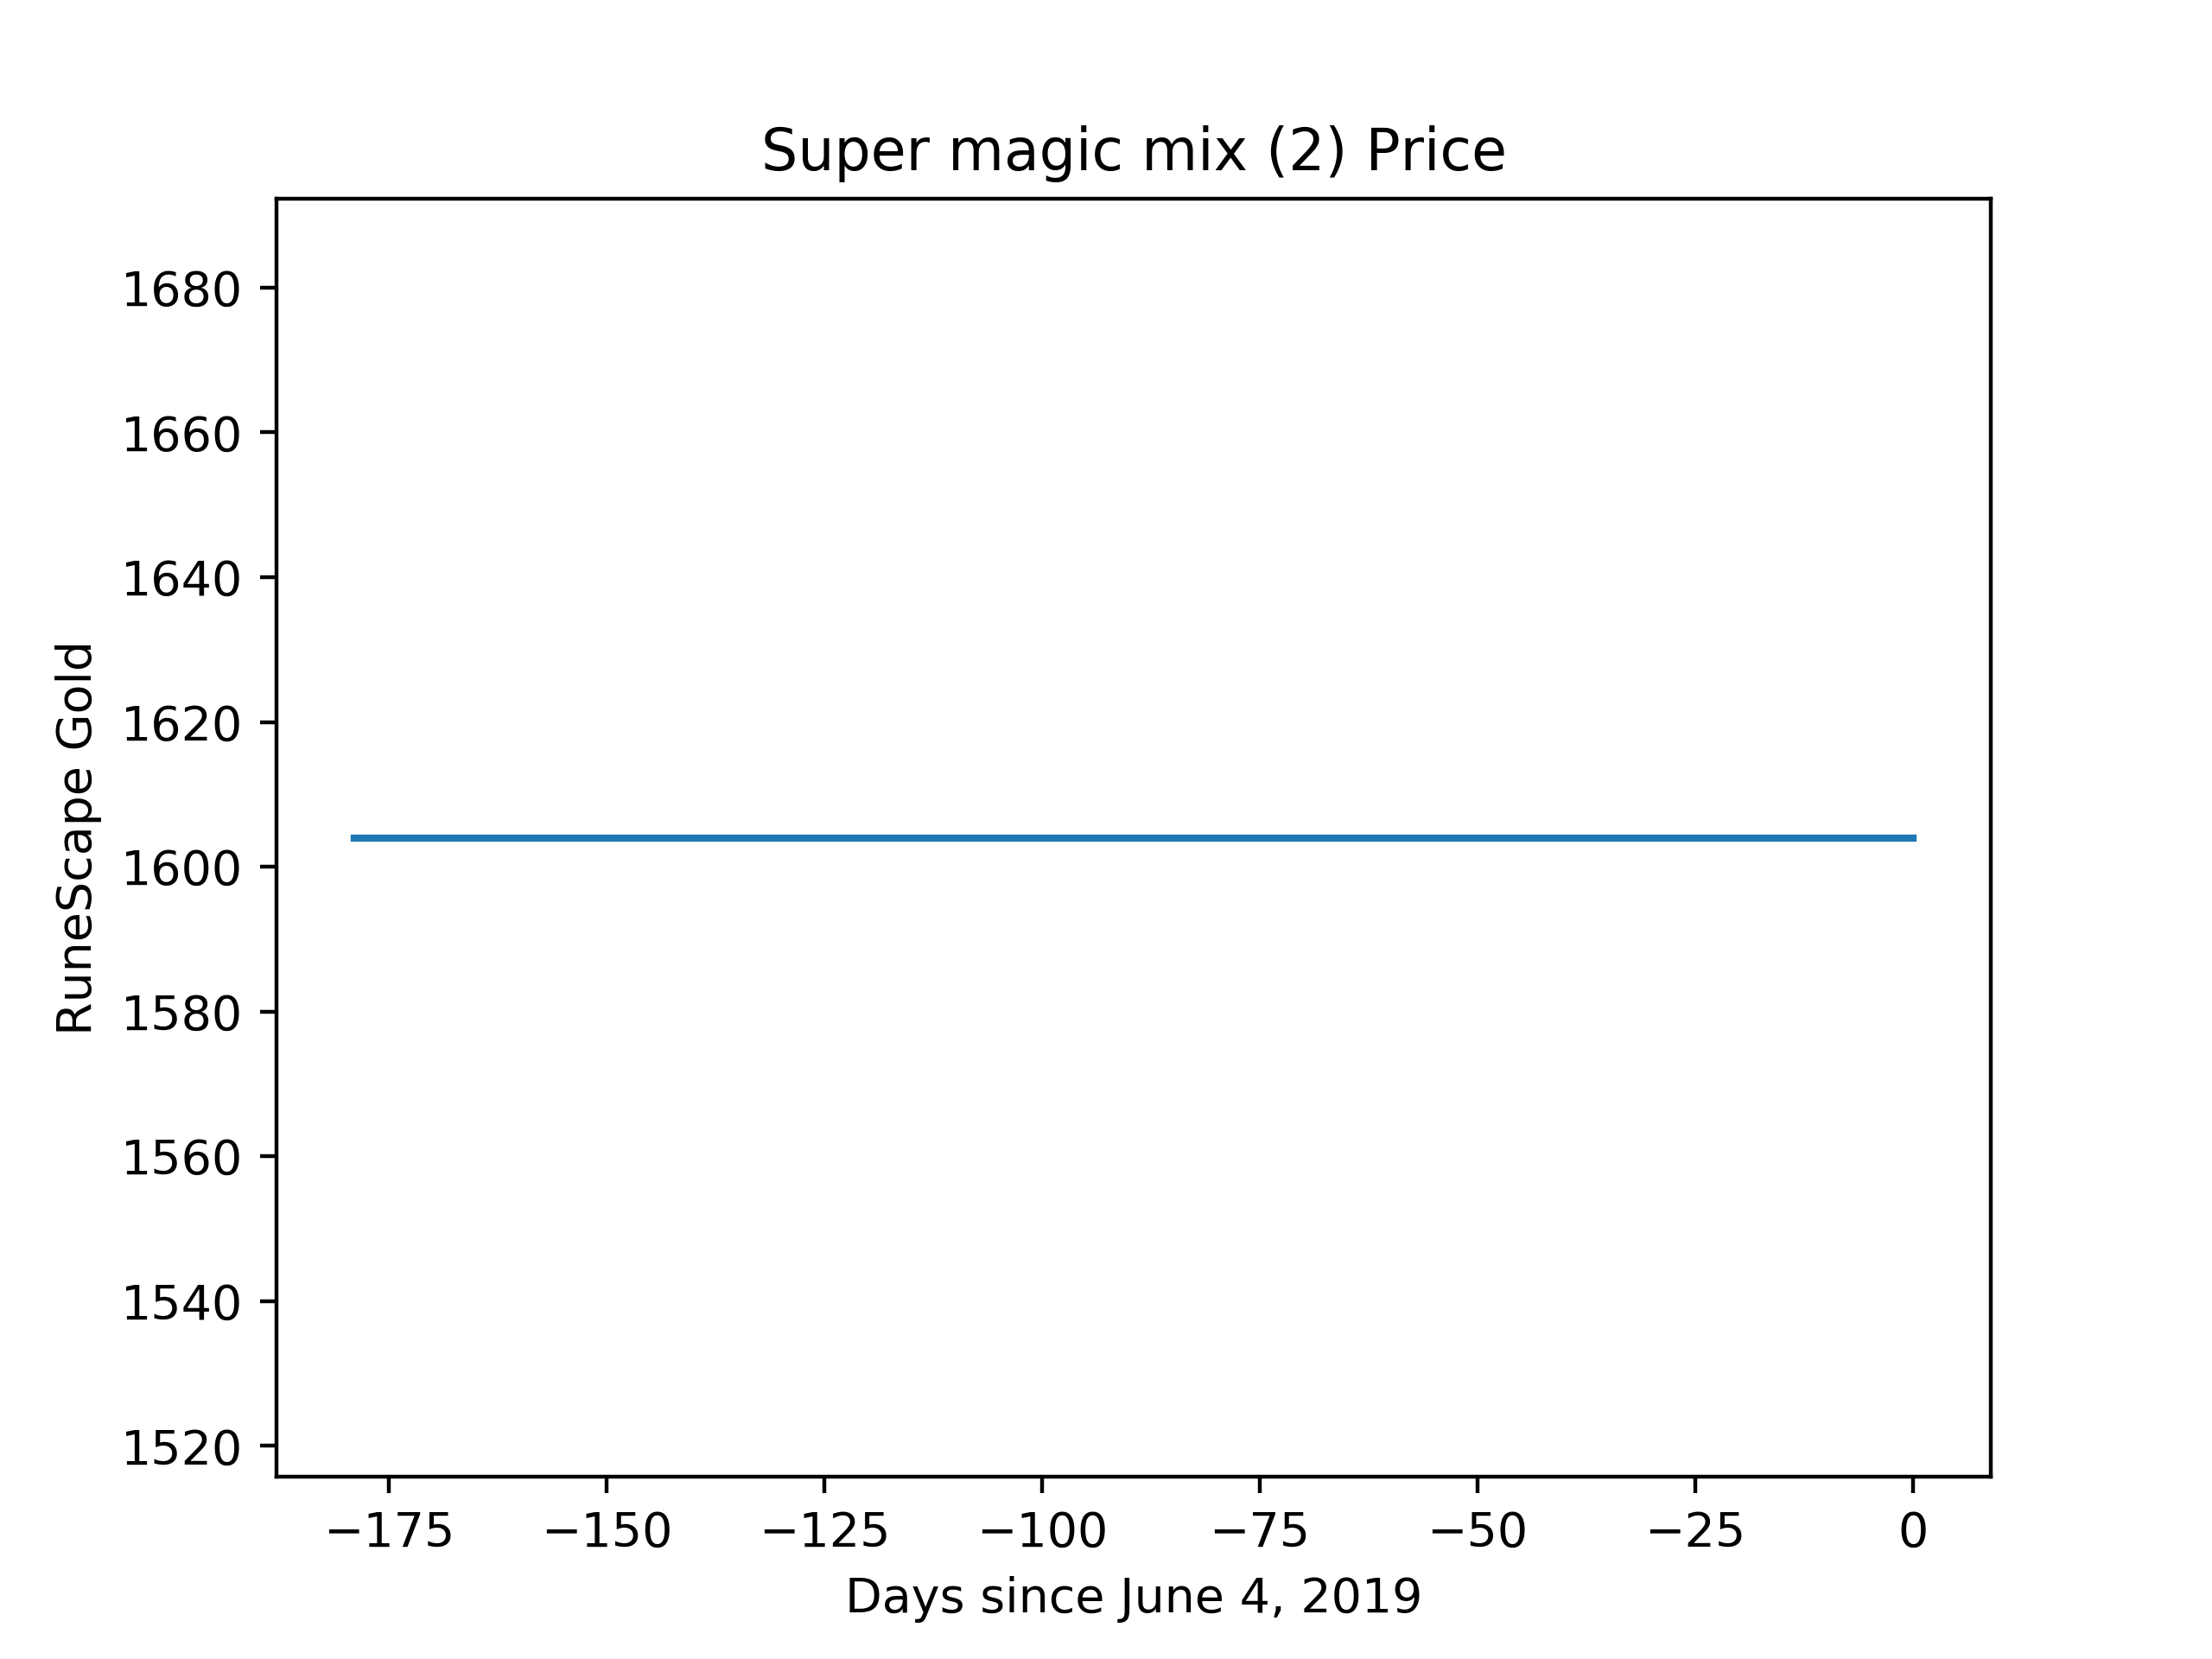 Super magic mix (2) Price
RuneScape Gold
1680
1660
1640
1620
1600
1580
1560
1540
1520
−175 −150 −125 −100 −75 −50 −25 0
Days since June 4, 2019